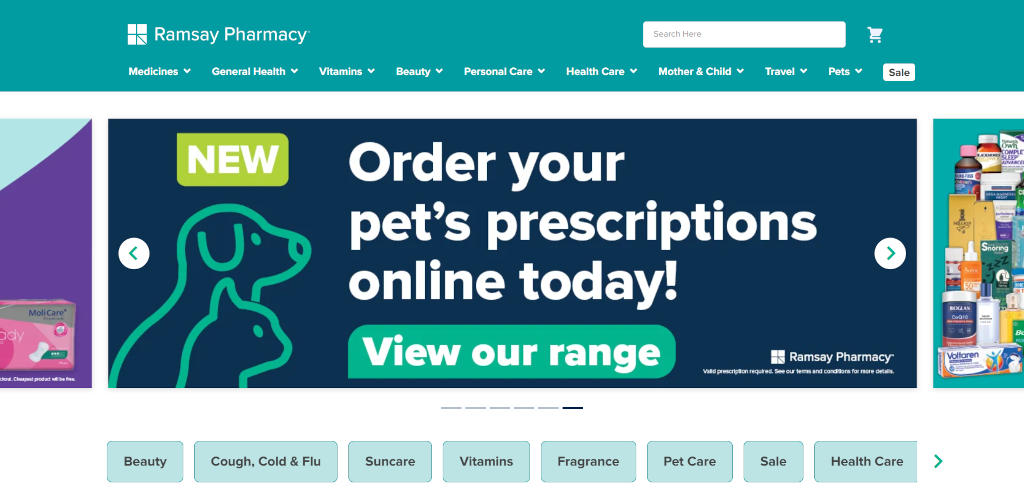 Ramsay Pharmacy
Search Here
Medicines
General Health
Vitamins
Beauty
Personal Care
Health Care
Mother & Child
Travel
Pets
Sale
MoliCare
ady
NEW
Order your
pet's prescriptions
online today!
View our range
Ramsay Pharmacy
Valid prescription required. See our terms and conditions for more details.
Cheapest product will be free.
Snoring
BIOGLAN
CoQ10
Voltaren
Beauty
Cough, Cold & Flu
Suncare
Vitamins
Fragrance
Pet Care
Sale
Health Care